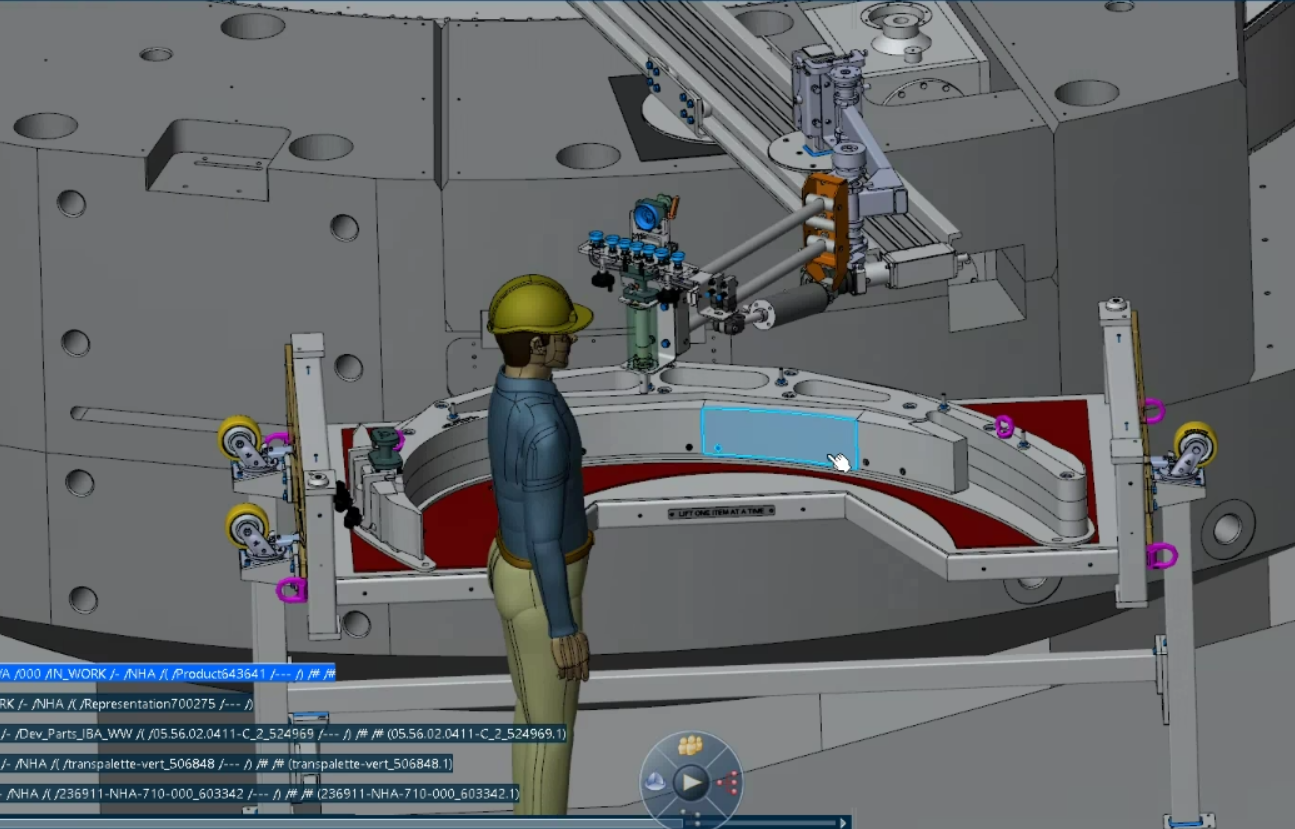 LIFT ONE ITEM AT A TIME
/A /000 /IN_WORK /- /NHA /( /Product643641 /--- /) /# /#
RK /- /NHA /( /Representation700275 /--- /)
/- /Dev_Parts_IBA_WW /( /05.56.02.0411-C_2_524969 /--- /) /# /# (05.56.02.0411-C_2_524969.1)
/- /NHA /( /transpalette-vert_506848 /--- /) /# /# (transpalette-vert_506848.1)
- /NHA /( /236911-NHA-710-000_603342 /--- /) /# /# (236911-NHA-710-000_603342.1)